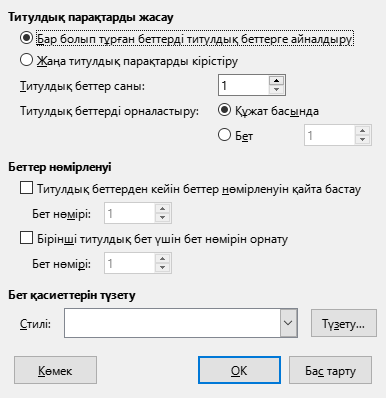 Титулдық парақтарды жасау
Бар болып тұрған беттерді титулдық беттерге айналдыру
Жаңа титулдық парақтарды кірістіру
Титулдық беттер саны: 1
Титулдық беттерді орналастыру: Құжат басында
Бет 1
Беттер нөмірленуі
Титулдық беттерден кейін беттер нөмірленуін қайта бастау
Бет нөмірі: 1
Бірінші титулдық бет үшін бет нөмірін орнату
Бет нөмірі: 1
Бет қасиеттерін түзету
Стилі: Түзету...
Көмек OK Бас тарту